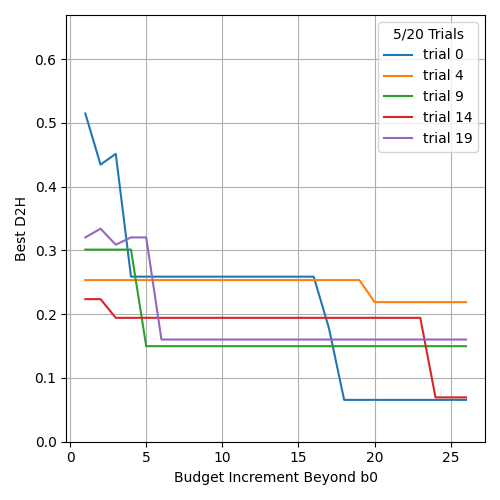 5/20 Trials
trial 0
trial 4
trial 9
trial 14
trial 19
Best D2H
0.6
0.5
0.4
0.3
0.2
0.1
0.0
0 5 10 15 20 25
Budget Increment Beyond b0